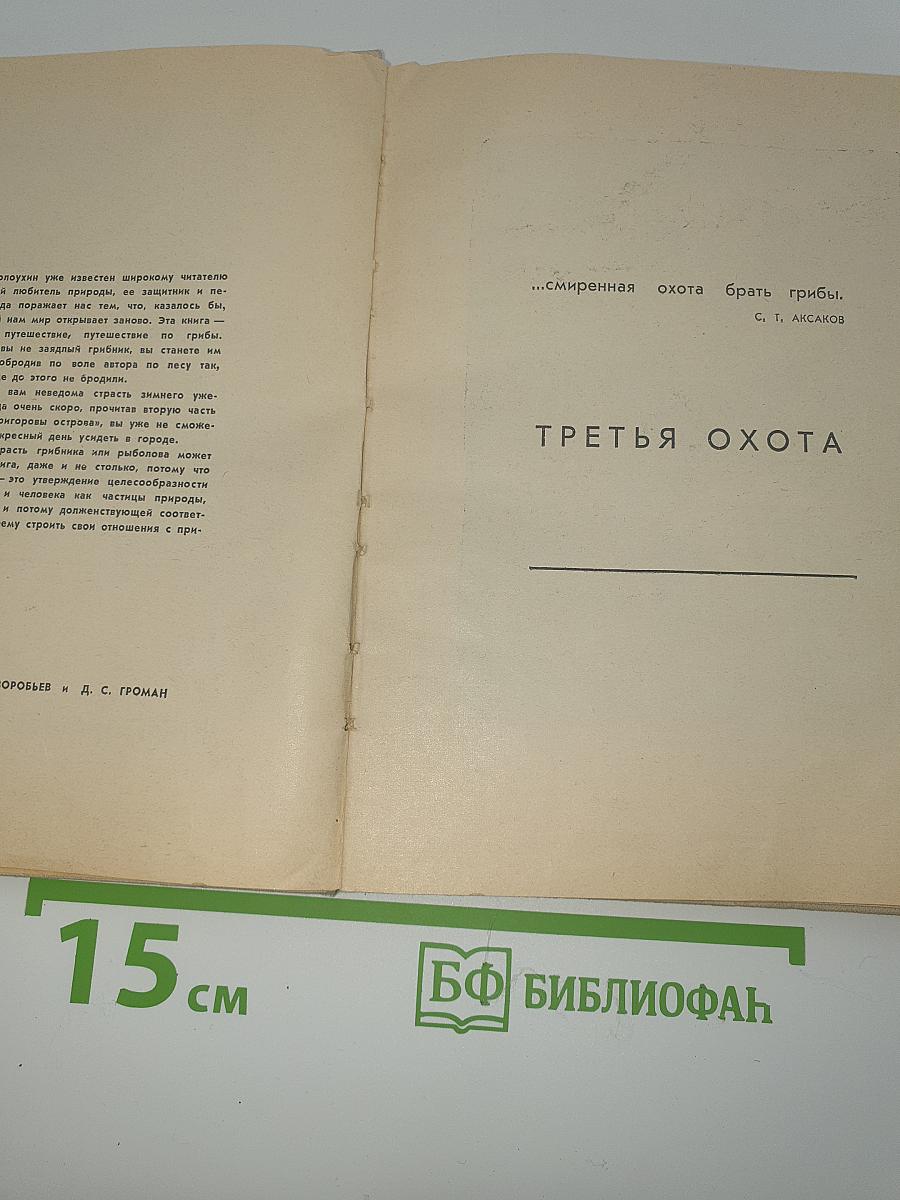 олоухин уже известен широкому читателю
й любитель природы, ее защитник и пе-
да поражает нас тем, что, казалось бы,
нам мир открывает заново. Эта книга —
путешествие, путешествие по грибы.
вы не заядлый грибник, вы станете им
обродив по воле автора по лесу так,
е до этого не бродили.
вам неведома страсть зимнего уже-
да очень скоро, прочитав вторую часть
ригоровы острова», вы уже не сможе-
кресный день усидеть в городе.
расть грибника или рыболова может
ига, даже и не столько, потому что
— это утверждение целесообразности
и человека как частицы природы,
и потому долженствующей соответ-
ему строить свои отношения с при-
ВОРОБЬЕВ и Д. С. ГРОМАН
...смиренная охота брать грибы.
С. Т. АКСАКОВ
ТРЕТЬЯ ОХОТА
15 см
БФ БИБЛИОФАН